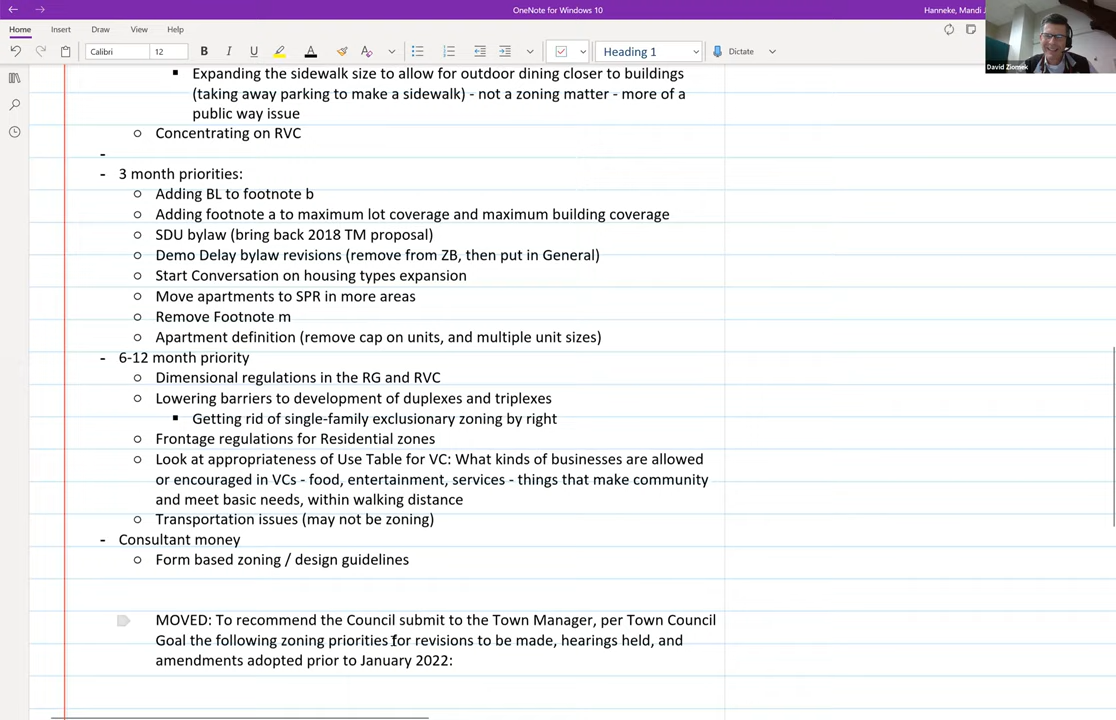 OneNote for Windows 10
Hanneke, Mandi J
Home Insert Draw View Help
Calibri 12 B I U A Heading 1 Dictate
David Ziomek
Expanding the sidewalk size to allow for outdoor dining closer to buildings
(taking away parking to make a sidewalk) - not a zoning matter - more of a
public way issue
Concentrating on RVC
-
- 3 month priorities:
Adding BL to footnote b
Adding footnote a to maximum lot coverage and maximum building coverage
SDU bylaw (bring back 2018 TM proposal)
Demo Delay bylaw revisions (remove from ZB, then put in General)
Start Conversation on housing types expansion
Move apartments to SPR in more areas
Remove Footnote m
Apartment definition (remove cap on units, and multiple unit sizes)
- 6-12 month priority
Dimensional regulations in the RG and RVC
Lowering barriers to development of duplexes and triplexes
Getting rid of single-family exclusionary zoning by right
Frontage regulations for Residential zones
Look at appropriateness of Use Table for VC: What kinds of businesses are allowed
or encouraged in VCs - food, entertainment, services - things that make community
and meet basic needs, within walking distance
Transportation issues (may not be zoning)
- Consultant money
Form based zoning / design guidelines
MOVED: To recommend the Council submit to the Town Manager, per Town Council
Goal the following zoning priorities for revisions to be made, hearings held, and
amendments adopted prior to January 2022: